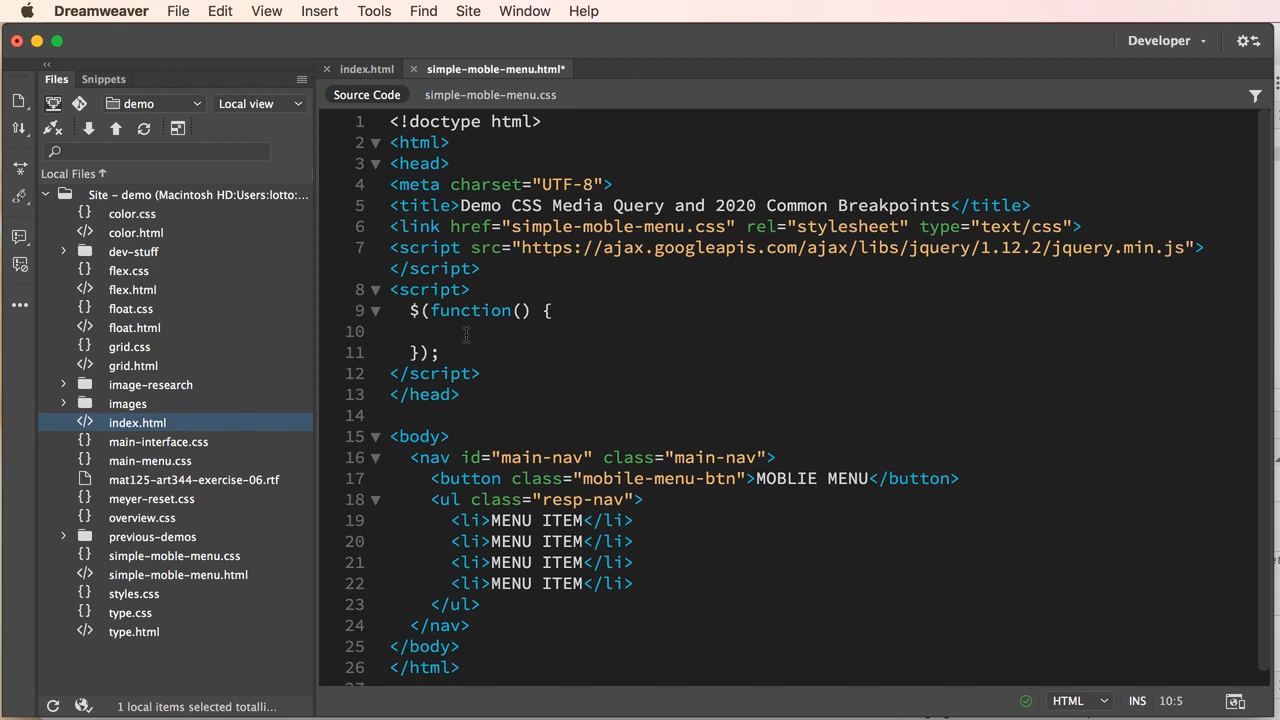 Dreamweaver File Edit View Insert Tools Find Site Window Help
Developer
Files Snippets
index.html simple-moble-menu.html*
demo Local view
Source Code simple-moble-menu.css
Local Files
Site - demo (Macintosh HD:Users:lotto:...
color.css
color.html
dev-stuff
flex.css
flex.html
float.css
float.html
grid.css
grid.html
image-research
images
index.html
main-interface.css
main-menu.css
mat125-art344-exercise-06.rtf
meyer-reset.css
overview.css
previous-demos
simple-moble-menu.css
simple-moble-menu.html
styles.css
type.css
type.html
1 local items selected totalli...
1 <!doctype html>
2 <html>
3 <head>
4 <meta charset="UTF-8">
5 <title>Demo CSS Media Query and 2020 Common Breakpoints</title>
6 <link href="simple-moble-menu.css" rel="stylesheet" type="text/css">
7 <script src="https://ajax.googleapis.com/ajax/libs/jquery/1.12.2/jquery.min.js">
</script>
8 <script>
9 $(function() {
10
11 });
12 </script>
13 </head>
14
15 <body>
16 <nav id="main-nav" class="main-nav">
17 <button class="mobile-menu-btn">MOBLIE MENU</button>
18 <ul class="resp-nav">
19 <li>MENU ITEM</li>
20 <li>MENU ITEM</li>
21 <li>MENU ITEM</li>
22 <li>MENU ITEM</li>
23 </ul>
24 </nav>
25 </body>
26 </html>
HTML INS 10:5